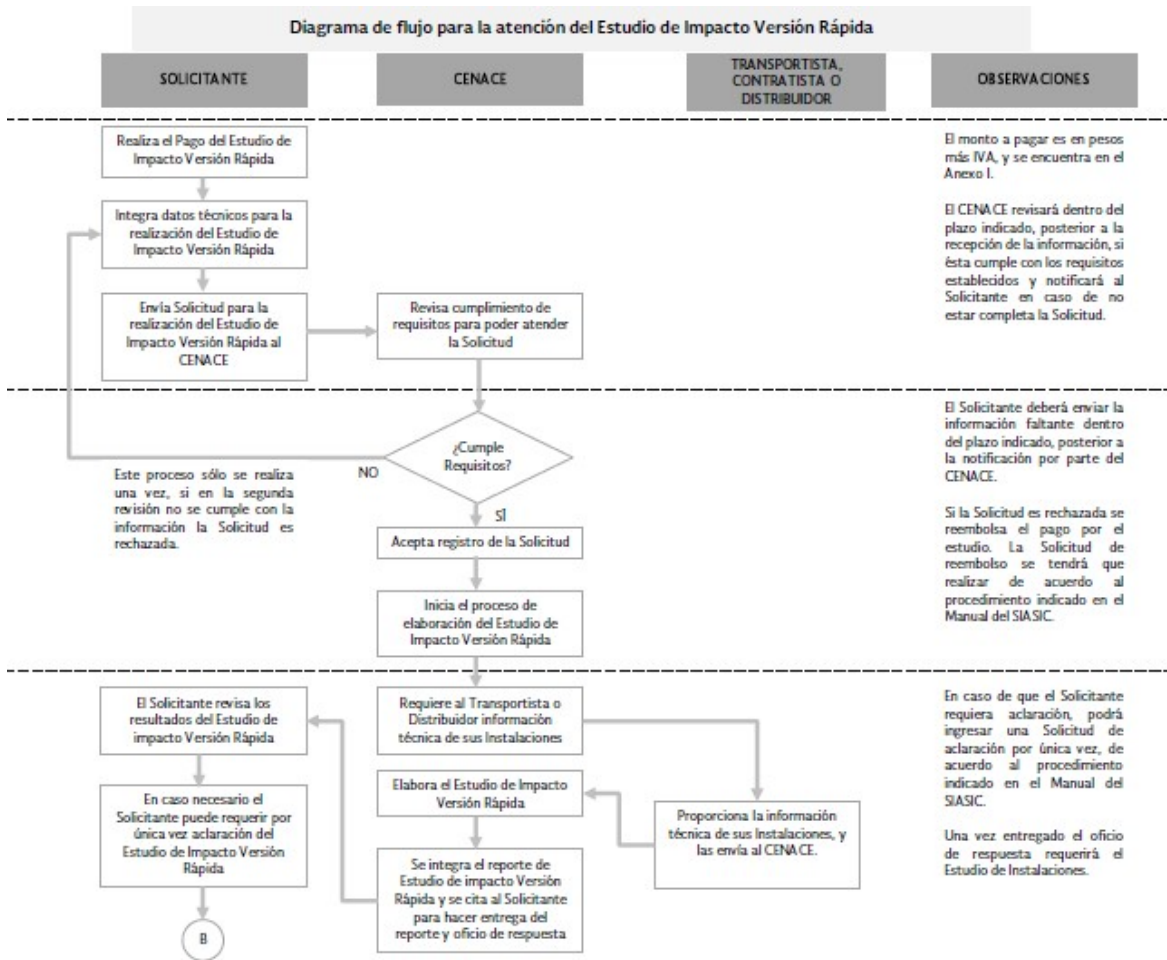 Diagrama de flujo para la atención del Estudio de Impacto Versión Rápida
SOLICITANTE
CENACE
TRANSPORTISTA,
CONTRATISTA O
DISTRIBUIDOR
OBSERVACIONES
Realiza el Pago del Estudio de
Impacto Versión Rápida
Integra datos técnicos para la
realización del Estudio de
Impacto Versión Rápida
Envía Solicitud para la
realización del Estudio de
Impacto Versión Rápida al
CENACE
Revisa cumplimiento de
requisitos para poder atender
la Solicitud
El monto a pagar es en pesos
más IVA, y se encuentra en el
Anexo I.
El CENACE revisará dentro del
plazo indicado, posterior a la
recepción de la información, si
ésta cumple con los requisitos
establecidos y notificará al
Solicitante en caso de no
estar completa la Solicitud.
¿Cumple
Requisitos?
NO
SÍ
Este proceso sólo se realiza
una vez, si en la segunda
revisión no se cumple con la
información la Solicitud es
rechazada.
Acepta registro de la Solicitud
Inicia el proceso de
elaboración del Estudio de
Impacto Versión Rápida
El Solicitante deberá enviar la
información faltante dentro
del plazo indicado, posterior a
la notificación por parte del
CENACE.
Si la Solicitud es rechazada se
reembolsa el pago por el
estudio. La Solicitud de
reembolso se tendrá que
realizar de acuerdo al
procedimiento indicado en el
Manual del SIASIC.
El Solicitante revisa los
resultados del Estudio de
impacto Versión Rápida
En caso necesario el
Solicitante puede requerir por
única vez aclaración del
Estudio de Impacto Versión
Rápida
B
Requiere al Transportista o
Distribuidor información
técnica de sus Instalaciones
Elabora el Estudio de Impacto
Versión Rápida
Se integra el reporte de
Estudio de impacto Versión
Rápida y se cita al Solicitante
para hacer entrega del
reporte y oficio de respuesta
Proporciona la información
técnica de sus Instalaciones, y
las envía al CENACE.
En caso de que el Solicitante
requiera aclaración, podrá
ingresar una Solicitud de
aclaración por única vez, de
acuerdo al procedimiento
indicado en el Manual del
SIASIC.
Una vez entregado el oficio
de respuesta requerirá el
Estudio de Instalaciones.